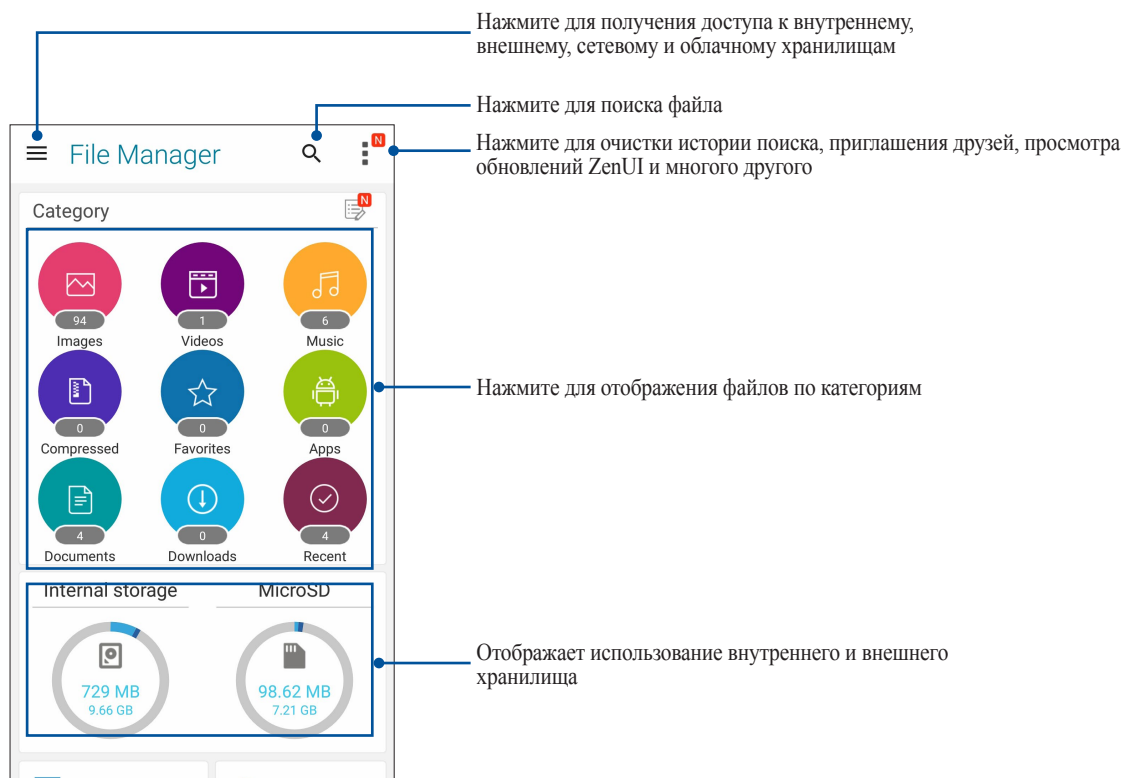 Нажмите для получения доступа к внутреннему,
внешнему, сетевому и облачному хранилищам
Нажмите для поиска файла
Нажмите для очистки истории поиска, приглашения друзей, просмотра
обновлений ZenUI и многого другого
File Manager
N
Category
N
94
1
6
Images
Videos
Music
0
0
0
Compressed
Favorites
Apps
Нажмите для отображения файлов по категориям
4
0
4
Documents
Downloads
Recent
Internal storage
MicroSD
729 MB
9.66 GB
98.62 MB
7.21 GB
Отображает использование внутреннего и внешнего
хранилища